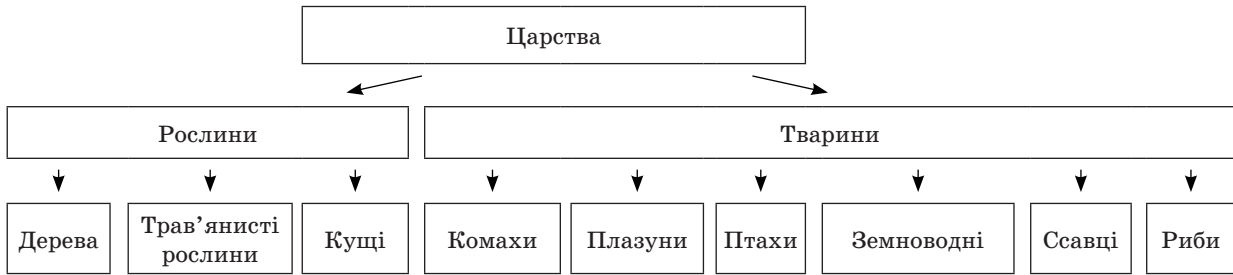 Царства
Рослини
Тварини
Дерева
Трав’янисті
рослини
Кущі
Комахи
Плазуни
Птахи
Земноводні
Ссавці
Риби